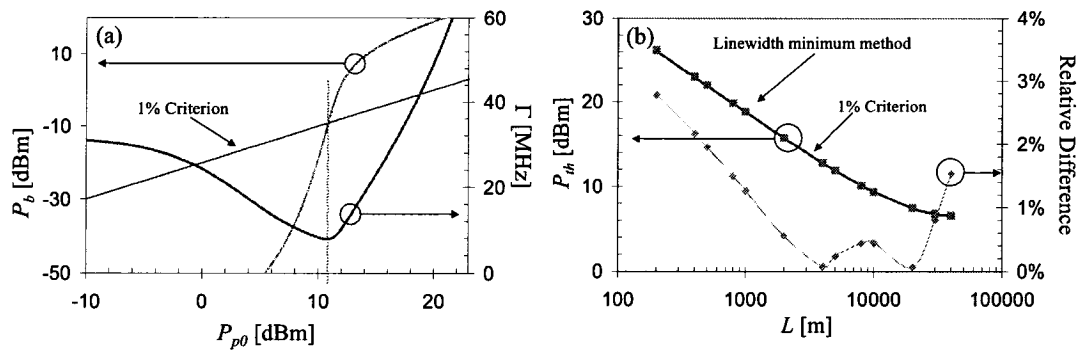 (a)
20
10
-10
-30
-50
P_b [dBm]
1% Criterion
60
40
20
0
Γ [MHz]
-10
0
10
20
P_p0 [dBm]
(b)
30
20
10
0
P_th [dBm]
Linewidth minimum method
1% Criterion
4%
3%
2%
1%
0%
Relative Difference
100
1000
10000
100000
L [m]